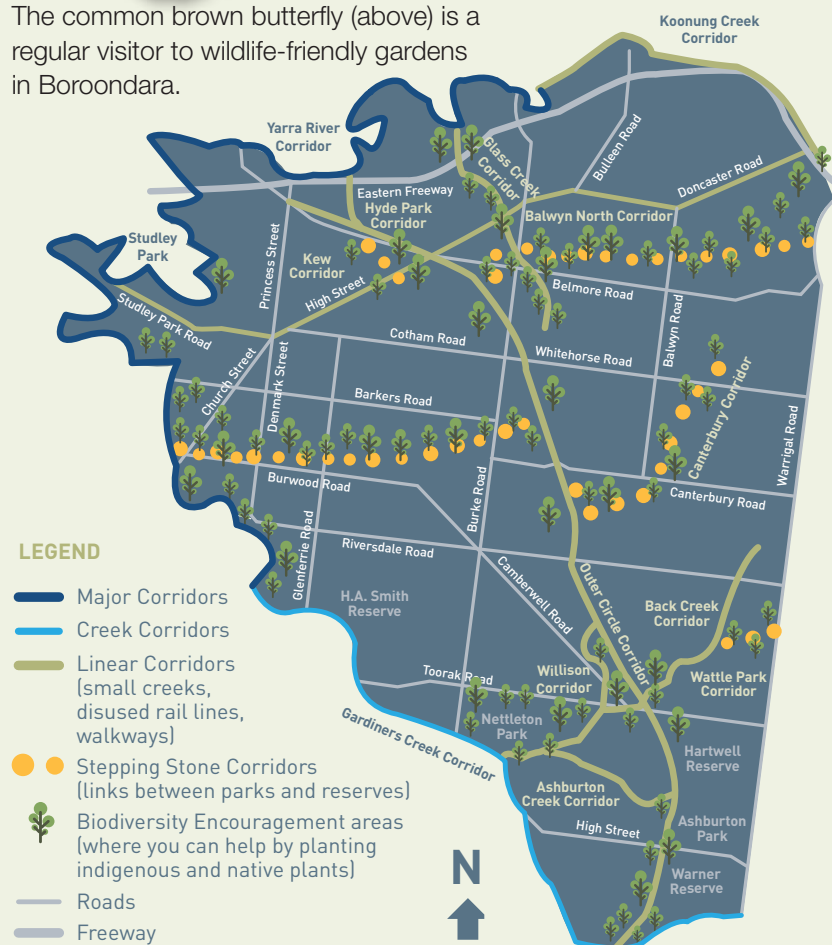 The common brown butterfly (above) is a
regular visitor to wildlife-friendly gardens
in Boroondara.
Koonung Creek
Corridor
Yarra River
Corridor
Bulleen Road
Glass Creek
Corridor
Doncaster Road
Eastern Freeway
Hyde Park
Corridor
Balwyn North Corridor
Studley
Park
Princess Street
Kew
Corridor
High Street
Belmore Road
Studley Park Road
Cotham Road
Whitehorse Road
Balwyn Road
Church Street
Denmark Street
Barkers Road
Canterbury Corridor
Warrigal Road
Burwood Road
Burke Road
Canterbury Road
Glenferrie Road
Riversdale Road
Camberwell Road
Outer Circle Corridor
H.A. Smith
Reserve
Back Creek
Corridor
Toorak Road
Willison
Corridor
Wattle Park
Corridor
Gardiners Creek Corridor
Nettleton
Park
Hartwell
Reserve
Ashburton
Creek Corridor
High Street
Ashburton
Park
Warner
Reserve
N
LEGEND
Major Corridors
Creek Corridors
Linear Corridors
(small creeks,
disused rail lines,
walkways)
Stepping Stone Corridors
(links between parks and reserves)
Biodiversity Encouragement areas
(where you can help by planting
indigenous and native plants)
Roads
Freeway